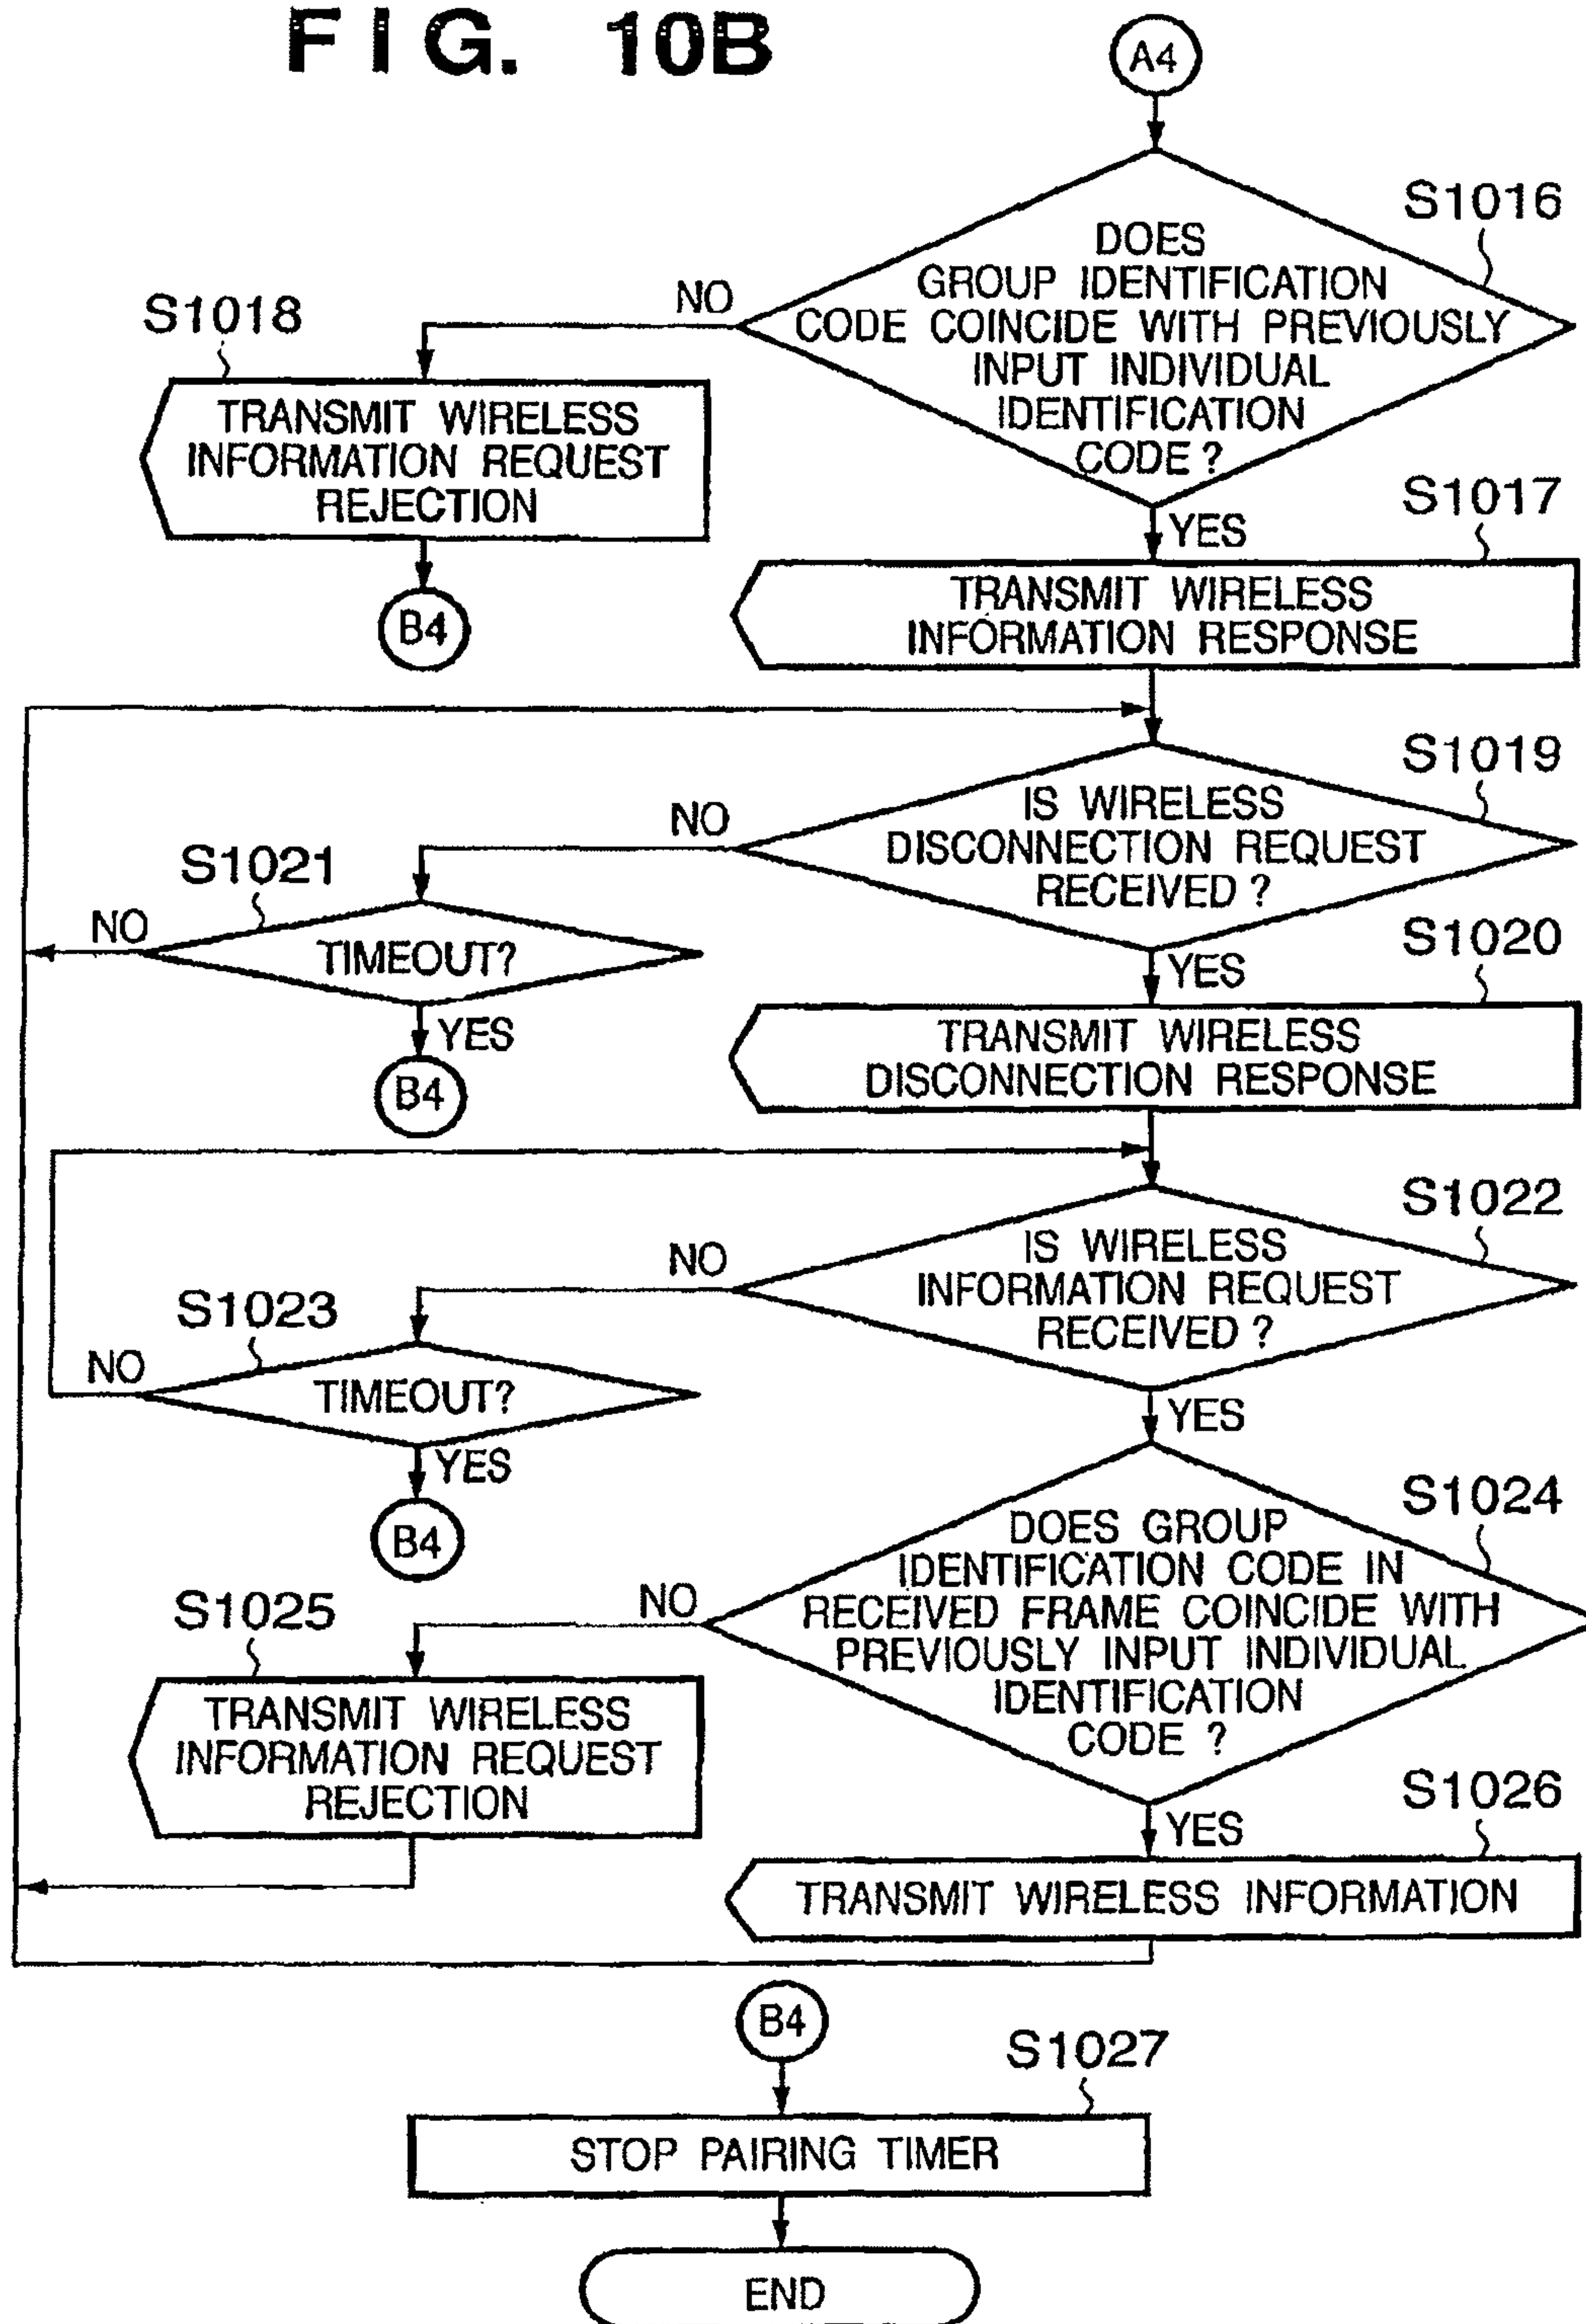 FIG. 10B
A4
S1016
DOES
GROUP IDENTIFICATION
CODE COINCIDE WITH PREVIOUSLY
INPUT INDIVIDUAL
IDENTIFICATION
CODE ?
NO
S1018
TRANSMIT WIRELESS
INFORMATION REQUEST
REJECTION
B4
YES
S1017
TRANSMIT WIRELESS
INFORMATION RESPONSE
S1019
IS WIRELESS
DISCONNECTION REQUEST
RECEIVED ?
NO
S1021
NO
TIMEOUT?
YES
B4
YES
S1020
TRANSMIT WIRELESS
DISCONNECTION RESPONSE
S1022
IS WIRELESS
INFORMATION REQUEST
RECEIVED ?
NO
S1023
NO
TIMEOUT?
YES
B4
YES
S1024
DOES GROUP
IDENTIFICATION CODE IN
RECEIVED FRAME COINCIDE WITH
PREVIOUSLY INPUT INDIVIDUAL
IDENTIFICATION
CODE ?
NO
S1025
TRANSMIT WIRELESS
INFORMATION REQUEST
REJECTION
YES
S1026
TRANSMIT WIRELESS INFORMATION
B4
S1027
STOP PAIRING TIMER
END